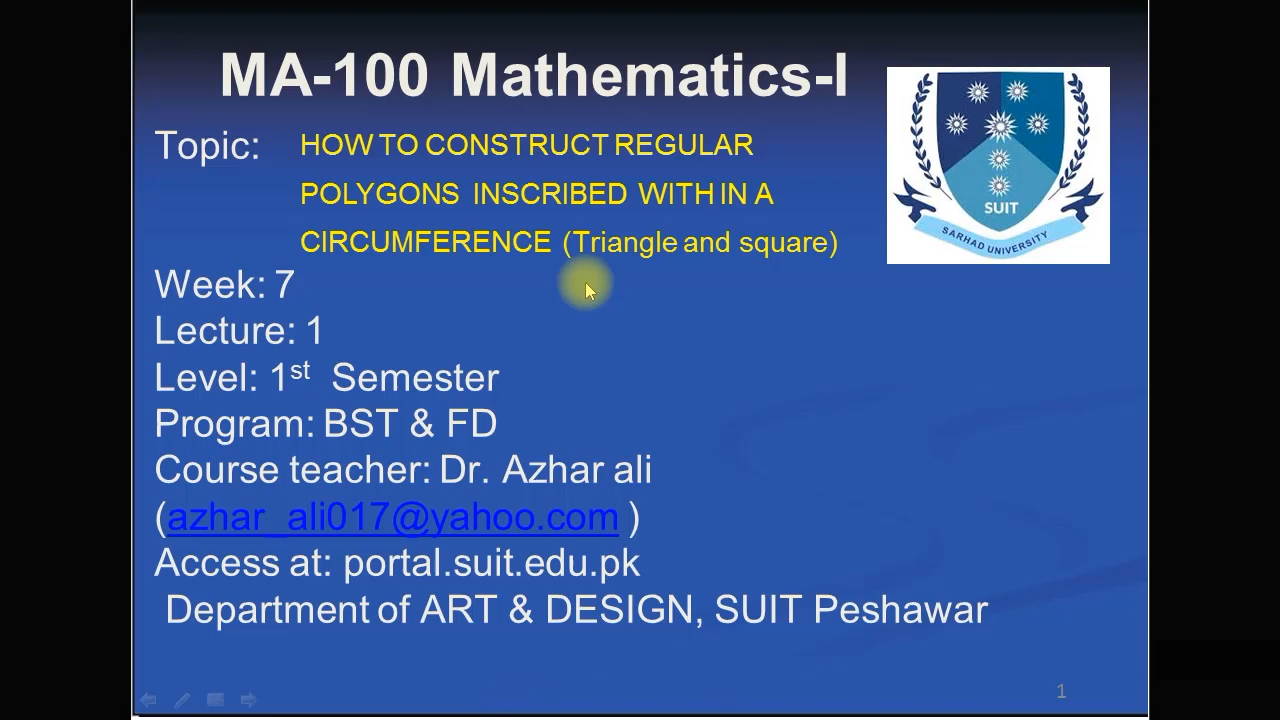 MA-100 Mathematics-I
Topic: HOW TO CONSTRUCT REGULAR
POLYGONS INSCRIBED WITH IN A
CIRCUMFERENCE (Triangle and square)
SUIT
SARHAD UNIVERSITY
Week: 7
Lecture: 1
Level: 1st Semester
Program: BST & FD
Course teacher: Dr. Azhar ali
(azhar_ali017@yahoo.com )
Access at: portal.suit.edu.pk
Department of ART & DESIGN, SUIT Peshawar
1